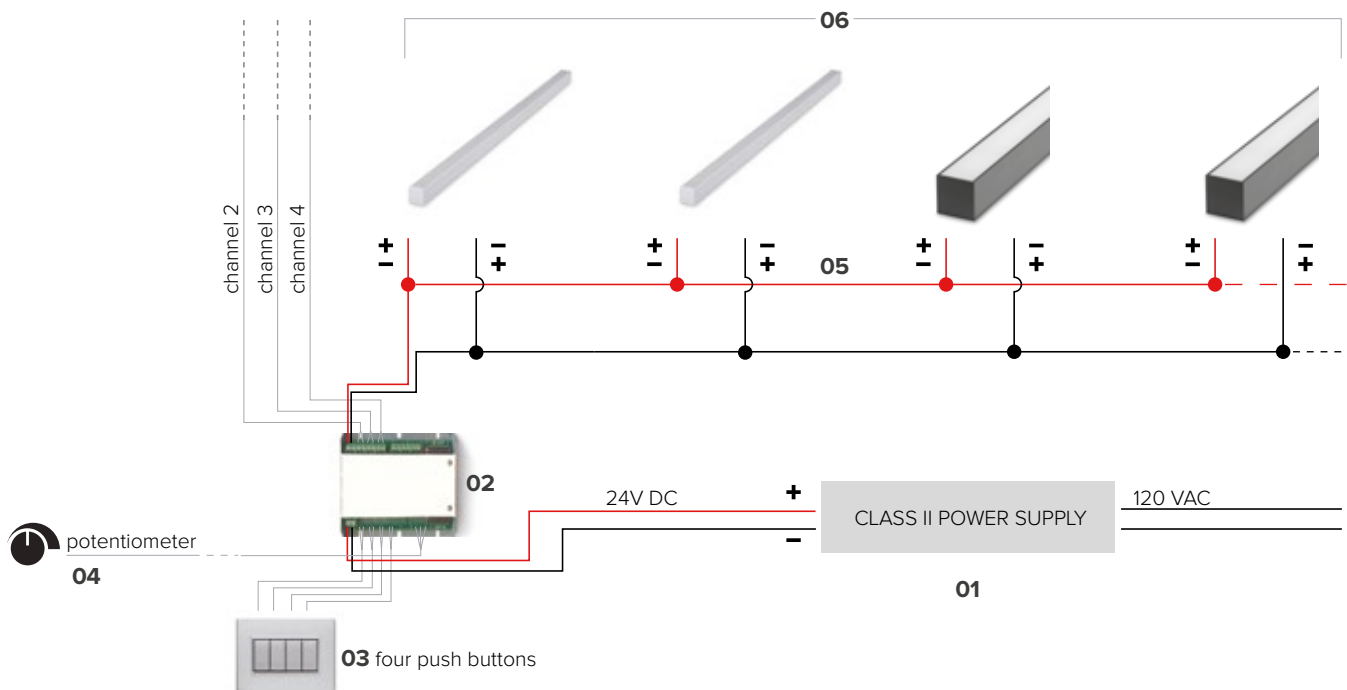 06
channel 2
channel 3
channel 4
+
−
−
+
+
−
−
+
+
−
−
+
+
−
−
+
05
02
24V DC
+
−
CLASS II POWER SUPPLY
120 VAC
potentiometer
04
01
03 four push buttons